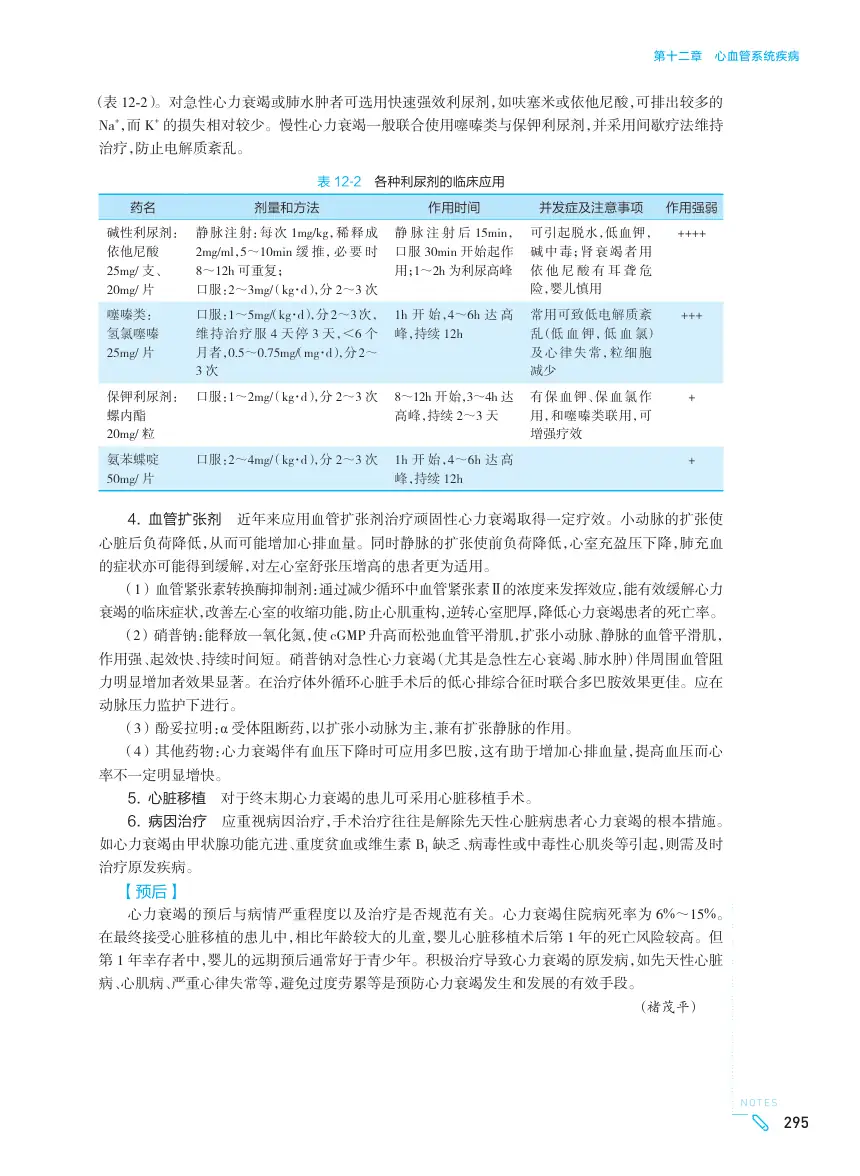 第十二章 心血管系统疾病
（表 12-2）。对急性心力衰竭或肺水肿者可选用快速强效利尿剂，如呋塞米或依他尼酸，可排出较多的
Na⁺，而 K⁺ 的损失相对较少。慢性心力衰竭一般联合使用噻嗪类与保钾利尿剂，并采用间歇疗法维持
治疗，防止电解质紊乱。
表 12-2 各种利尿剂的临床应用
药名 剂量和方法 作用时间 并发症及注意事项 作用强弱
碱性利尿剂： 静脉注射：每次 1mg/kg，稀释成 静脉注射后 15min， 可引起脱水，低血钾， ++++
依他尼酸 2mg/ml，5～10min 缓推，必要时 口服 30min 开始起作 碱中毒；肾衰竭者用
25mg/ 支、 8～12h 可重复； 用；1～2h 为利尿高峰 依他尼酸有耳聋危
20mg/ 片 口服：2～3mg/（kg·d），分 2～3 次 险，婴儿慎用
噻嗪类： 口服：1～5mg/（kg·d），分 2～3 次， 1h 开始，4～6h 达高 常用可致低电解质紊 +++
氢氯噻嗪 维持治疗服 4 天停 3 天，＜6 个 峰，持续 12h 乱（低血钾，低血氯）
25mg/ 片 月者，0.5～0.75mg/（mg·d），分 2～ 及心律失常，粒细胞
3 次 减少
保钾利尿剂： 口服：1～2mg/（kg·d），分 2～3 次 8～12h 开始，3～4h 达 有保血钾、保血氯作 +
螺内酯 高峰，持续 2～3 天 用，和噻嗪类联用，可
20mg/ 粒 增强疗效
氨苯蝶啶 口服：2～4mg/（kg·d），分 2～3 次 1h 开始，4～6h 达高 +
50mg/ 片 峰，持续 12h
4. 血管扩张剂 近年来应用血管扩张剂治疗顽固性心力衰竭取得一定疗效。小动脉的扩张使
心脏后负荷降低，从而可能增加心排血量。同时静脉的扩张使前负荷降低，心室充盈压下降，肺充血
的症状亦可能得到缓解，对左心室舒张压增高的患者更为适用。
（1）血管紧张素转换酶抑制剂：通过减少循环中血管紧张素Ⅱ的浓度来发挥效应，能有效缓解心力
衰竭的临床症状，改善左心室的收缩功能，防止心肌重构，逆转心室肥厚，降低心力衰竭患者的死亡率。
（2）硝普钠：能释放一氧化氮，使 cGMP 升高而松弛血管平滑肌，扩张小动脉、静脉的血管平滑肌，
作用强、起效快、持续时间短。硝普钠对急性心力衰竭（尤其是急性左心衰竭、肺水肿）伴周围血管阻
力明显增加者效果显著。在治疗体外循环心脏手术后的低心排综合征时联合多巴胺效果更佳。应在
动脉压力监护下进行。
（3）酚妥拉明：α 受体阻断药，以扩张小动脉为主，兼有扩张静脉的作用。
（4）其他药物：心力衰竭伴有血压下降时可应用多巴胺，这有助于增加心排血量，提高血压而心
率不一定明显增快。
5. 心脏移植 对于终末期心力衰竭的患儿可采用心脏移植手术。
6. 病因治疗 应重视病因治疗，手术治疗往往是解除先天性心脏病患者心力衰竭的根本措施。
如心力衰竭由甲状腺功能亢进、重度贫血或维生素 B₁ 缺乏、病毒性或中毒性心肌炎等引起，则需及时
治疗原发疾病。
【预后】
心力衰竭的预后与病情严重程度以及治疗是否规范有关。心力衰竭住院病死率为 6%～15%。
在最终接受心脏移植的患儿中，相比年龄较大的儿童，婴儿心脏移植术后第 1 年的死亡风险较高。但
第 1 年幸存者中，婴儿的远期预后通常好于青少年。积极治疗导致心力衰竭的原发病，如先天性心脏
病、心肌病、严重心律失常等，避免过度劳累等是预防心力衰竭发生和发展的有效手段。
（褚茂平）
NOTES
295